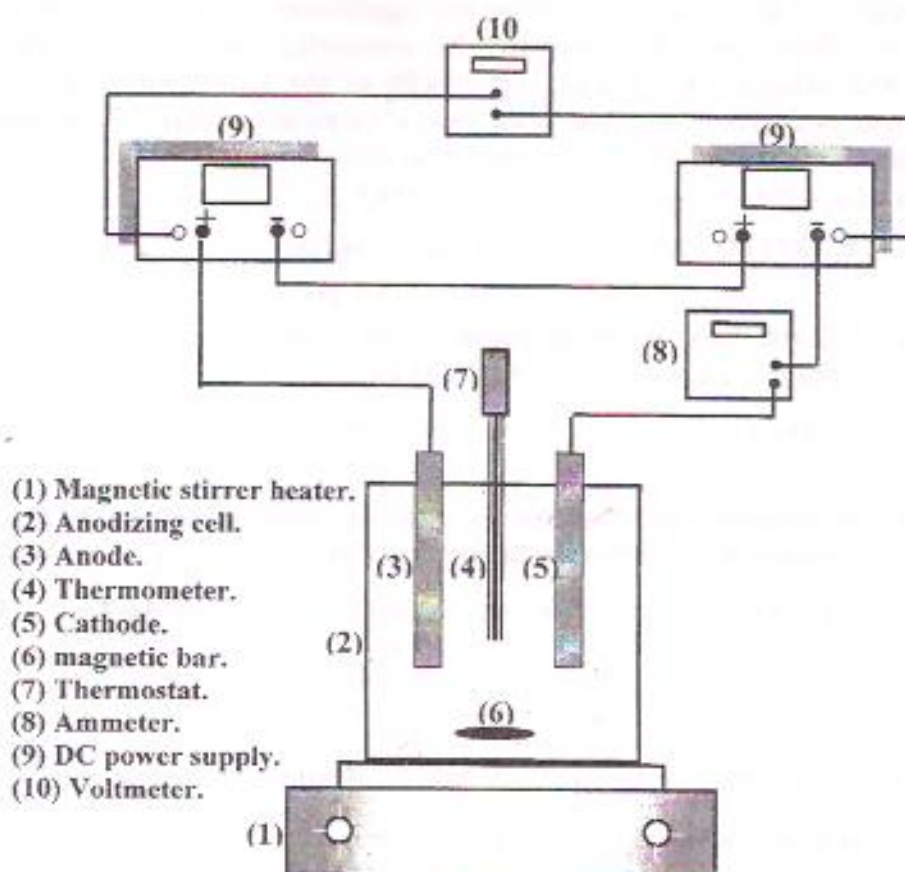 (10
(9)
(9)
+ -
+ -
(8)
(7)
(1) Magnetic stirrer heater.
(2) Anodizing cell.
(3) Anode.
(4) Thermometer.
(5) Cathode.
(6) magnetic bar.
(7) Thermostat.
(8) Ammeter.
(9) DC power supply.
(10) Voltmeter.
(3)
(4)
(5)
(2)
(6)
(1)